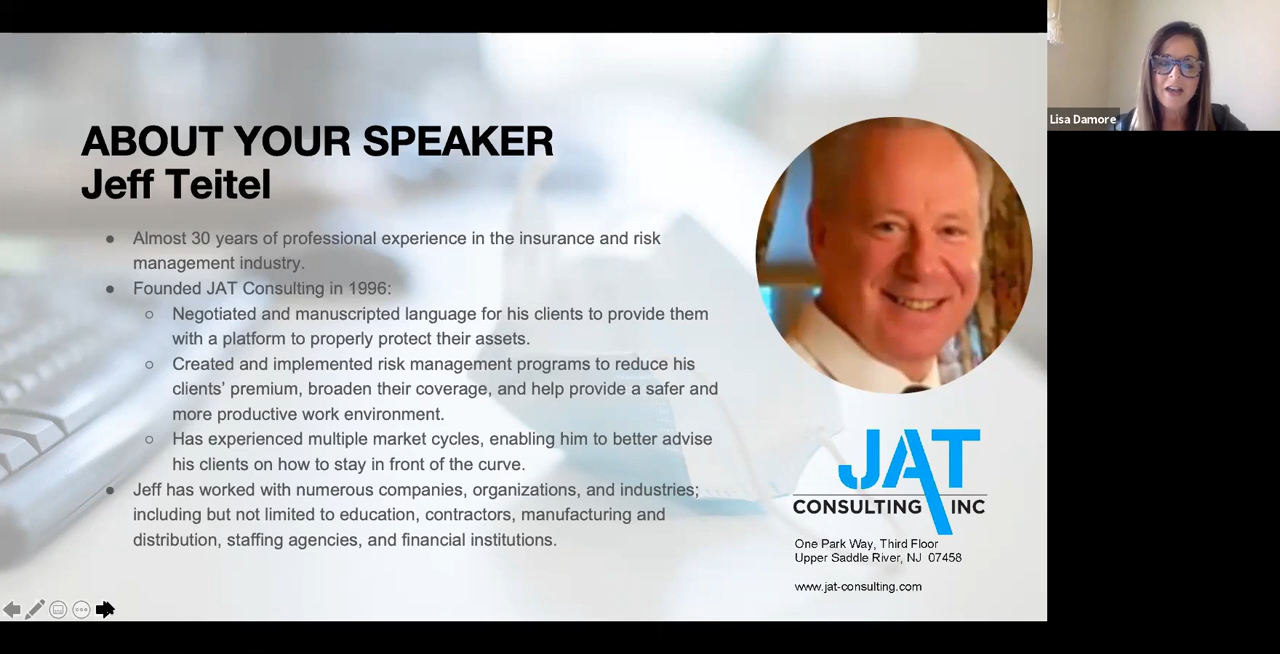 ABOUT YOUR SPEAKER
Jeff Teitel
● Almost 30 years of professional experience in the insurance and risk
management industry.
● Founded JAT Consulting in 1996:
○ Negotiated and manuscripted language for his clients to provide them
with a platform to properly protect their assets.
○ Created and implemented risk management programs to reduce his
clients’ premium, broaden their coverage, and help provide a safer and
more productive work environment.
○ Has experienced multiple market cycles, enabling him to better advise
his clients on how to stay in front of the curve.
● Jeff has worked with numerous companies, organizations, and industries;
including but not limited to education, contractors, manufacturing and
distribution, staffing agencies, and financial institutions.
JAT
CONSULTING INC
One Park Way, Third Floor
Upper Saddle River, NJ 07458
www.jat-consulting.com
Lisa Damore